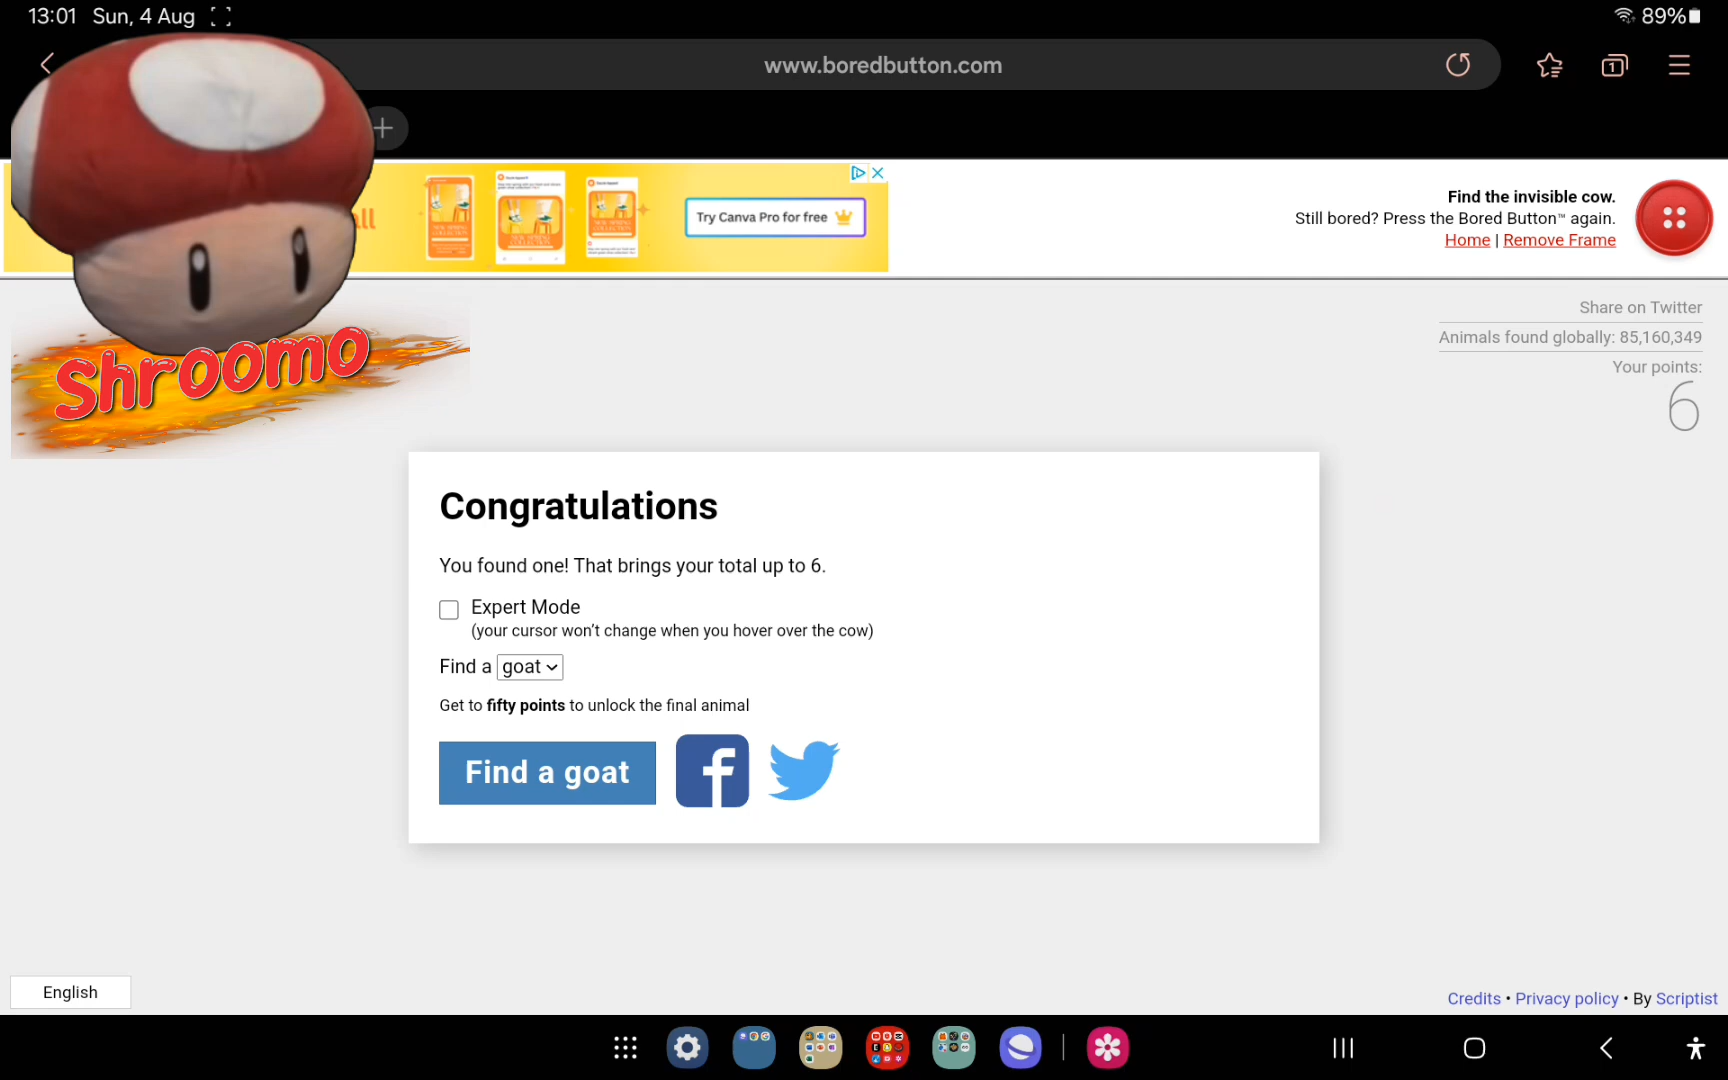 13:01 Sun, 4 Aug
89%
www.boredbutton.com
1
Try Canva Pro for free
Find the invisible cow.
Still bored? Press the Bored Button™ again.
Home | Remove Frame
Share on Twitter
Animals found globally: 85,160,349
Your points:
6
Shroomo
Congratulations
You found one! That brings your total up to 6.
Expert Mode
(your cursor won't change when you hover over the cow)
Find a goat
Get to fifty points to unlock the final animal
Find a goat
English
Credits • Privacy policy • By Scriptist